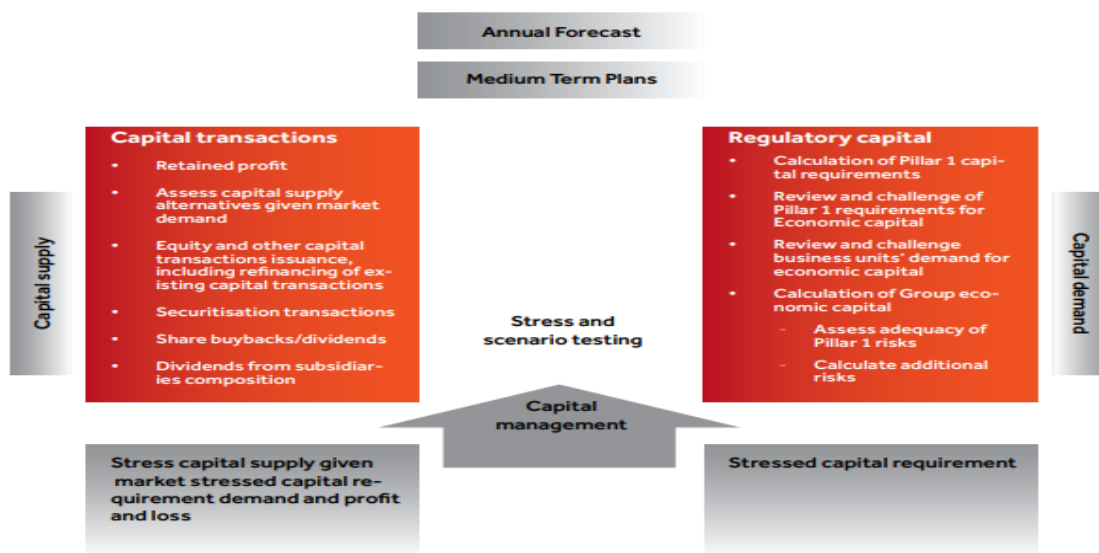 Annual Forecast
Medium Term Plans
Capital supply
Capital transactions
• Retained profit
• Assess capital supply
alternatives given market
demand
• Equity and other capital
transactions issuance,
including refinancing of ex-
isting capital transactions
• Securitisation transactions
• Share buybacks/dividends
• Dividends from subsidiar-
ies composition
Stress and
scenario testing
Capital
management
Regulatory capital
• Calculation of Pillar 1 capi-
tal requirements
• Review and challenge of
Pillar 1 requirements for
Economic capital
• Review and challenge
business units' demand for
economic capital
• Calculation of Group eco-
nomic capital
- Assess adequacy of
Pillar 1 risks
- Calculate additional
risks
Capital demand
Stress capital supply given
market stressed capital re-
quirement demand and profit
and loss
Stressed capital requirement